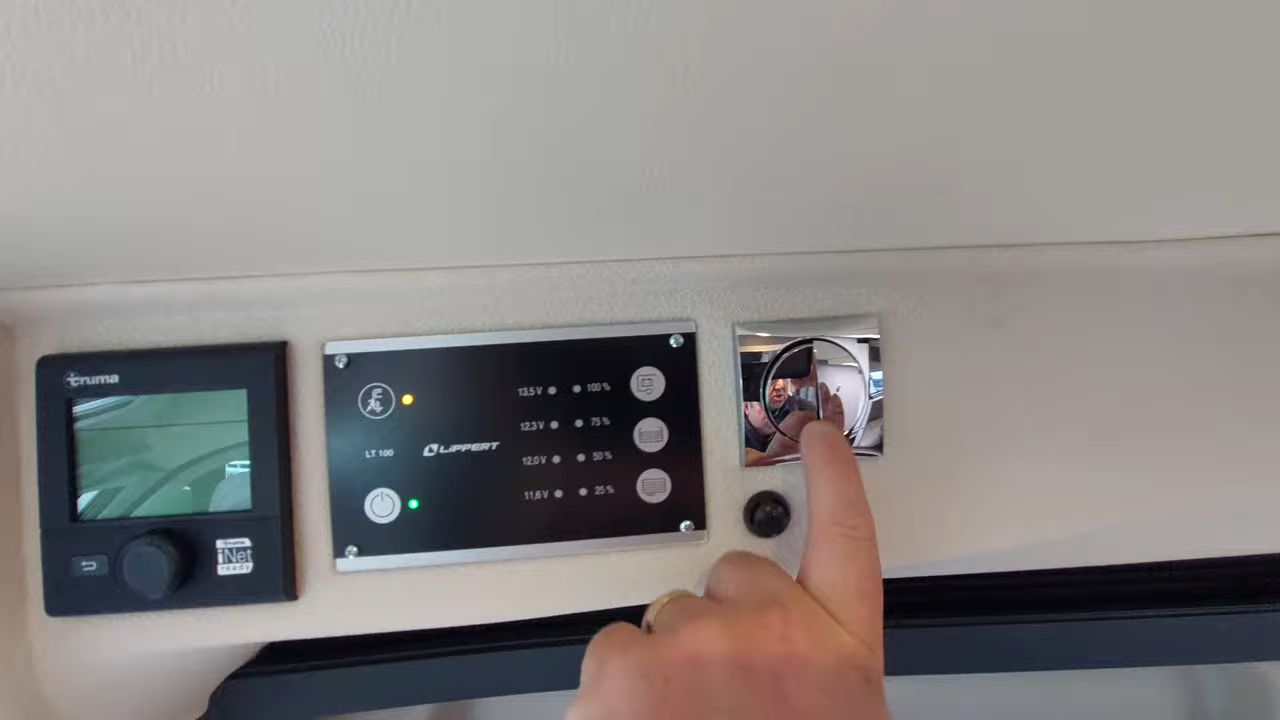 truma
iNet
ready
LT 100
LIPPERT
13,5 V
100 %
12,3 V
75 %
12,0 V
50 %
11,6 V
25 %